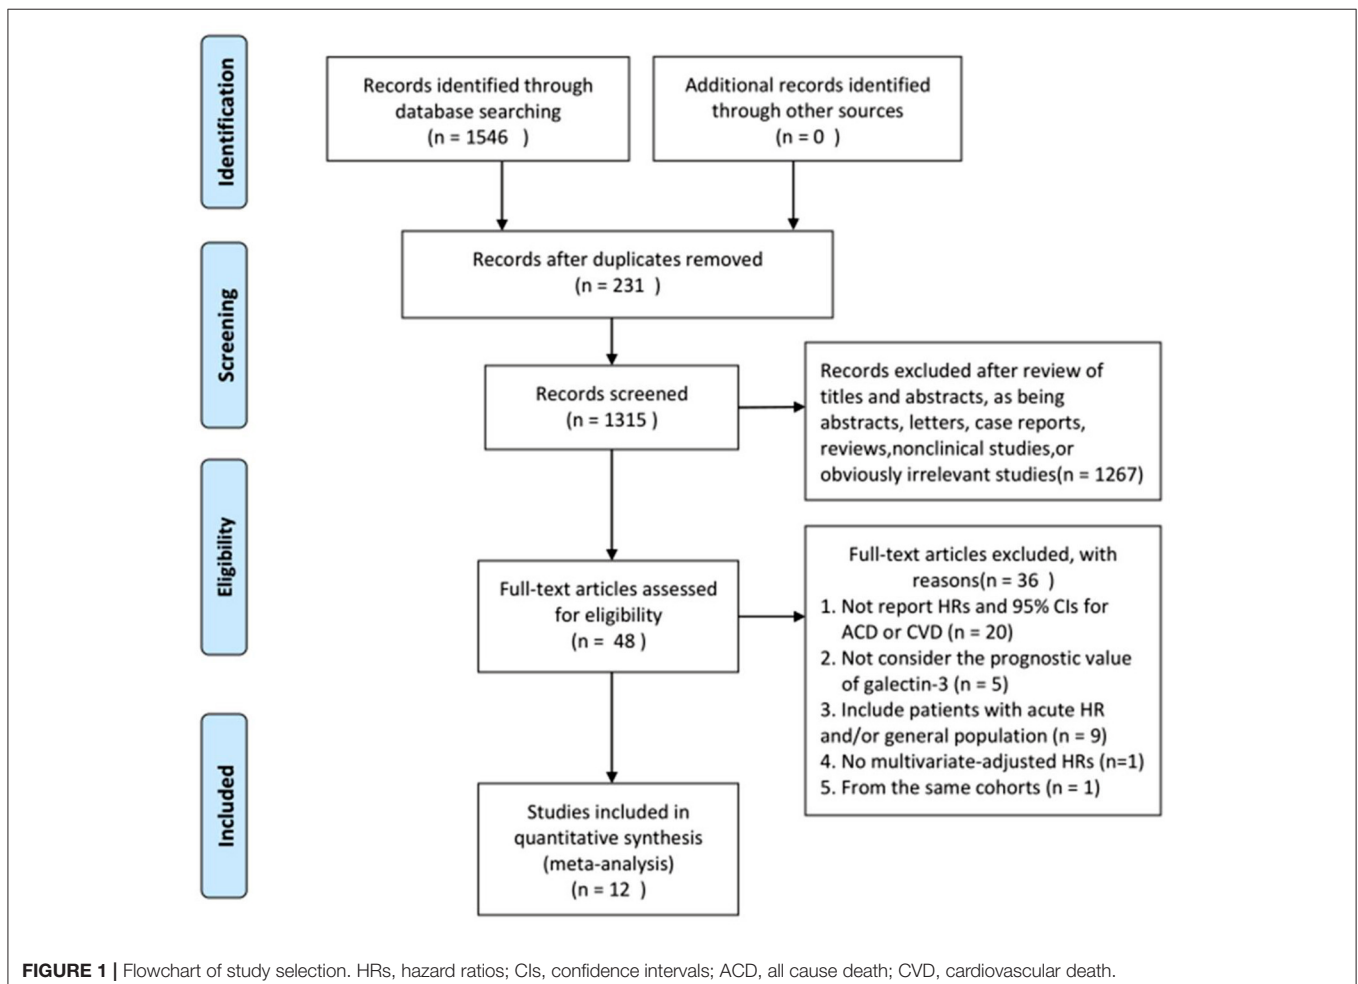 Identification
Records identified through
database searching
(n = 1546  )
Additional records identified
through other sources
(n = 0  )
Screening
Records after duplicates removed
(n = 231  )
Records screened
(n = 1315 )
Records excluded after review of
titles and abstracts, as being
abstracts, letters, case reports,
reviews,nonclinical studies,or
obviously irrelevant studies(n = 1267)
Eligibility
Full-text articles assessed
for eligibility
(n =  48 )
Full-text articles excluded, with
reasons(n = 36  )
1. Not report HRs and 95% CIs for
ACD or CVD (n = 20)
2. Not consider the prognostic value
of galectin-3 (n = 5)
3. Include patients with acute HR
and/or general population (n = 9)
4. No multivariate-adjusted HRs (n=1)
5. From the same cohorts (n = 1)
Included
Studies included in
quantitative synthesis
(meta-analysis)
(n = 12  )
FIGURE 1 | Flowchart of study selection. HRs, hazard ratios; CIs, confidence intervals; ACD, all cause death; CVD, cardiovascular death.